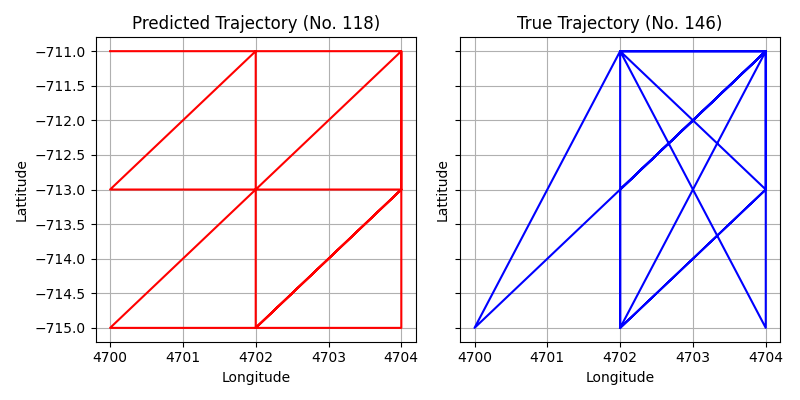 Predicted Trajectory (No. 118)
True Trajectory (No. 146)
−711.0
−711.5
−712.0
−712.5
−713.0
−713.5
−714.0
−714.5
−715.0
Lattitude
Lattitude
4700 4701 4702 4703 4704
4700 4701 4702 4703 4704
Longitude
Longitude